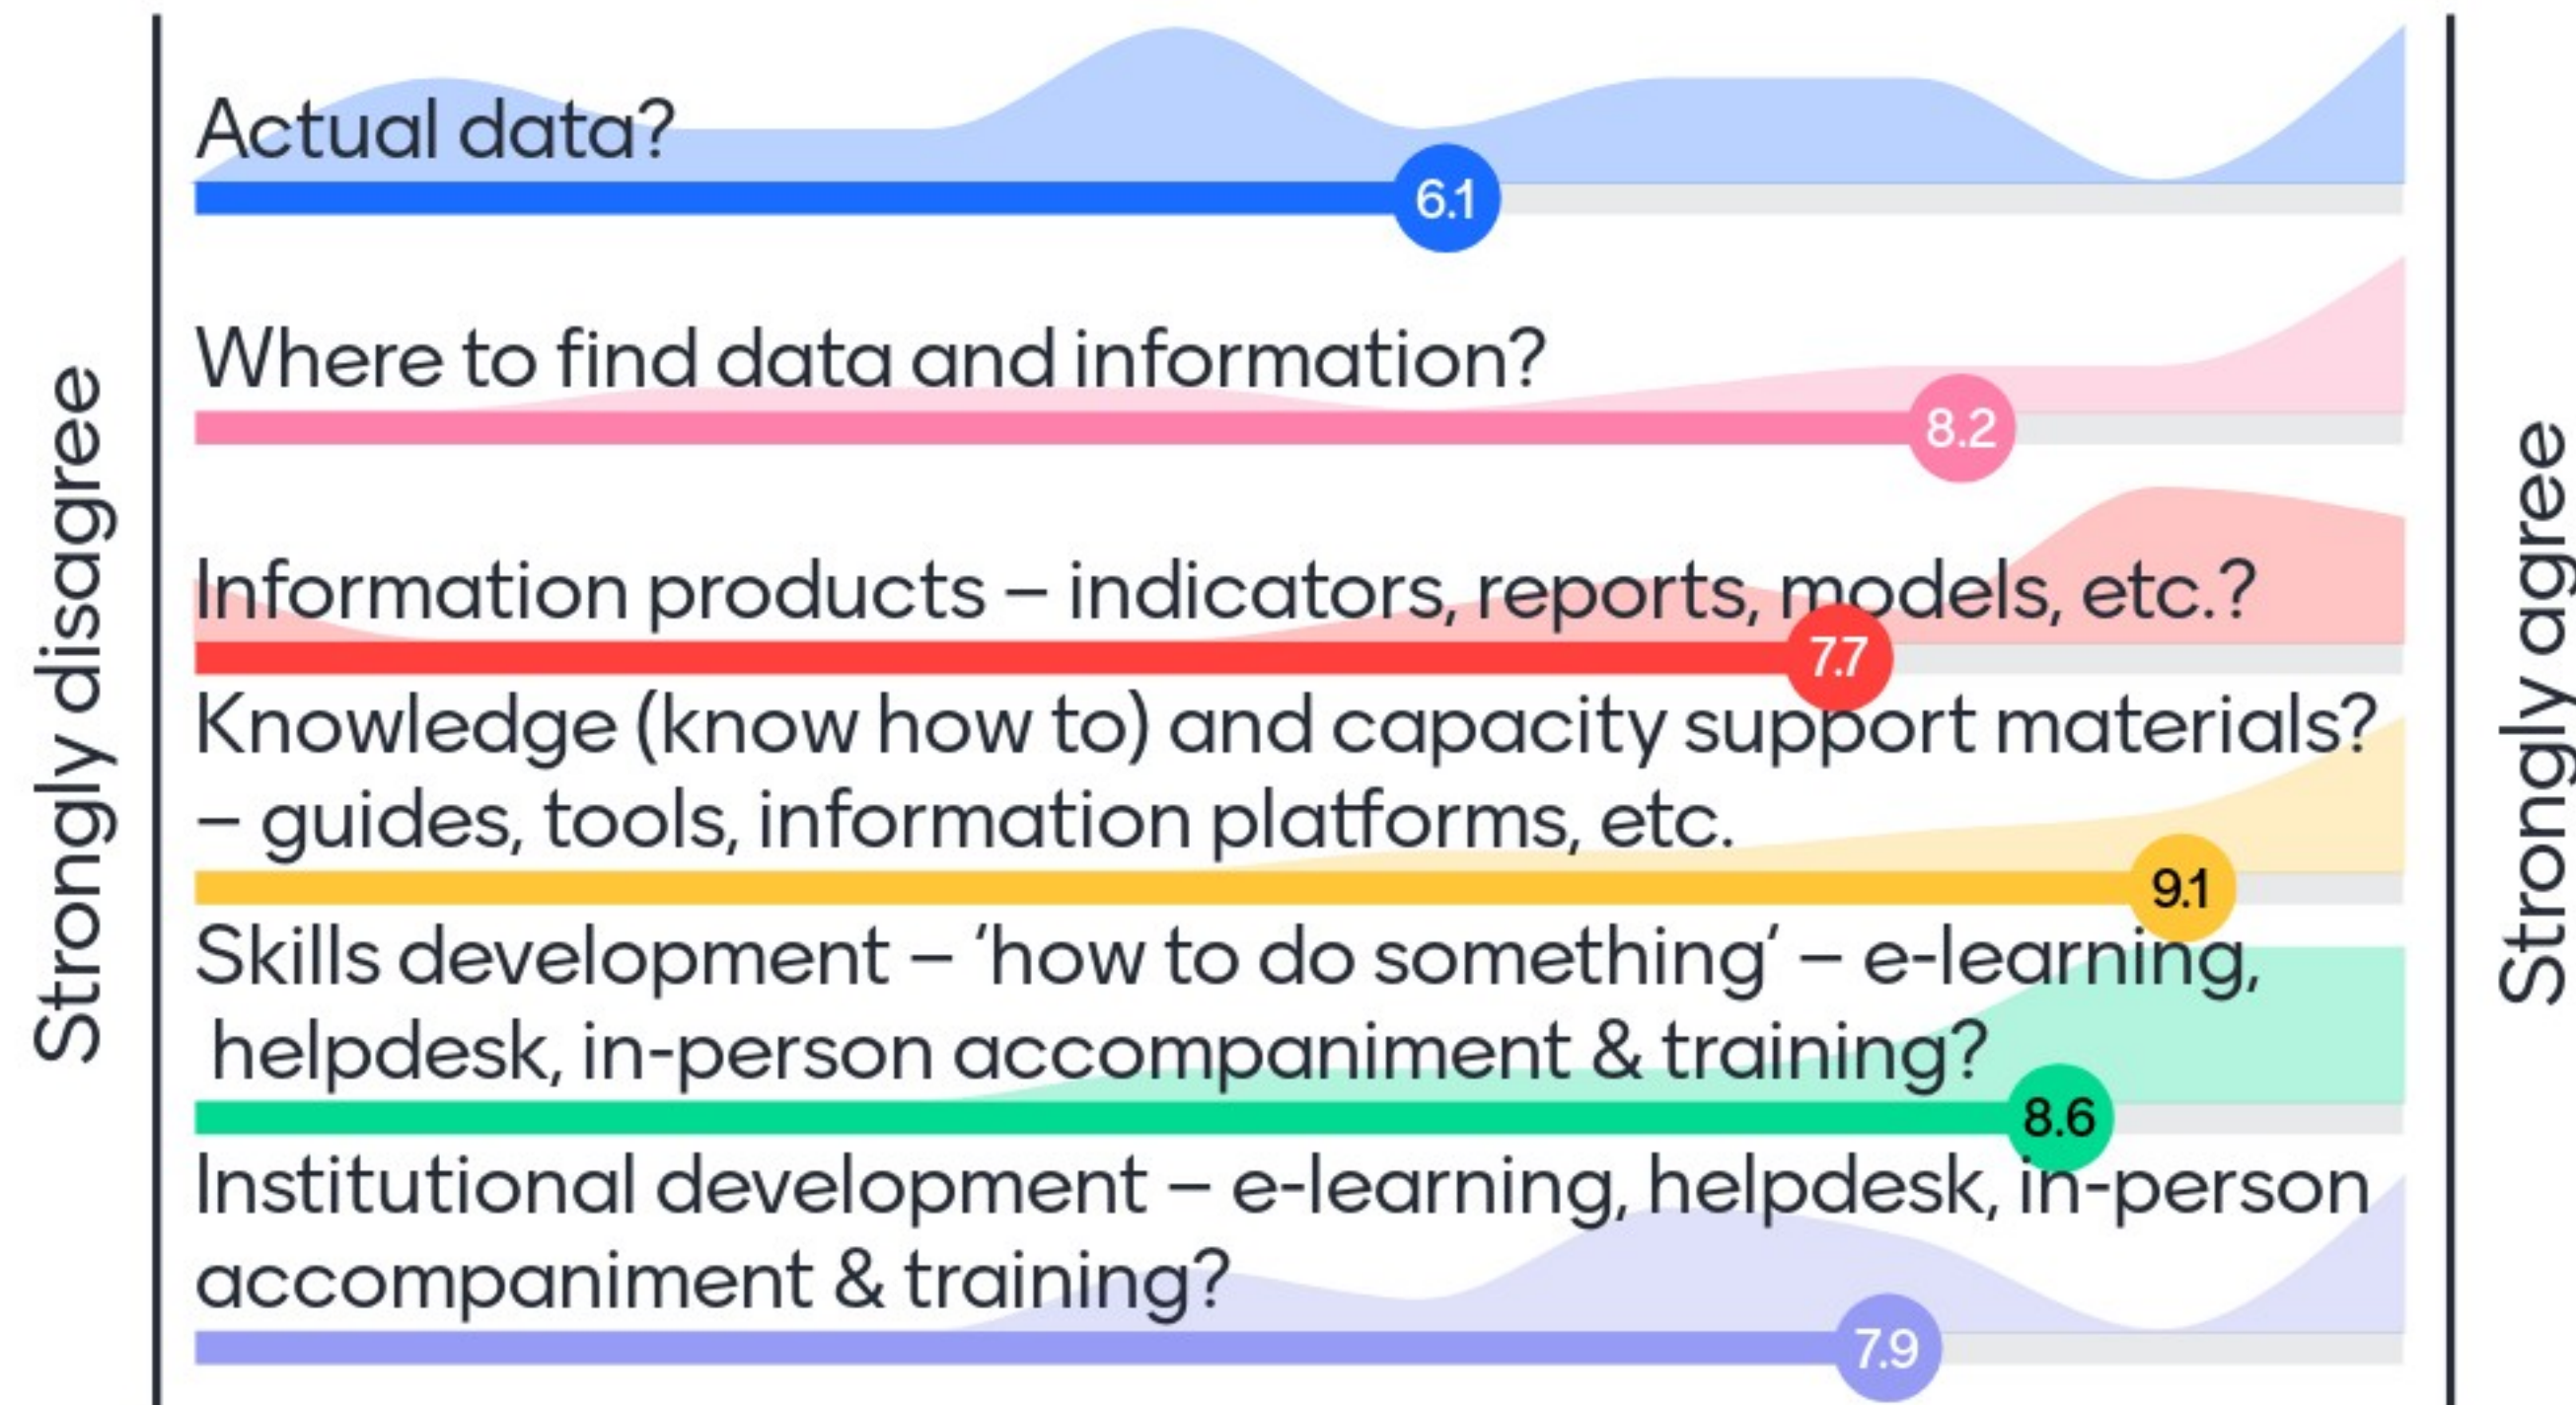 Strongly disagree
Actual data?
6.1
Where to find data and information?
8.2
Information products – indicators, reports, models, etc.?
7.7
Knowledge (know how to) and capacity support materials?
– guides, tools, information platforms, etc.
9.1
Skills development – ‘how to do something’ – e-learning,
helpdesk, in-person accompaniment & training?
8.6
Institutional development – e-learning, helpdesk, in-person
accompaniment & training?
7.9
Strongly agree